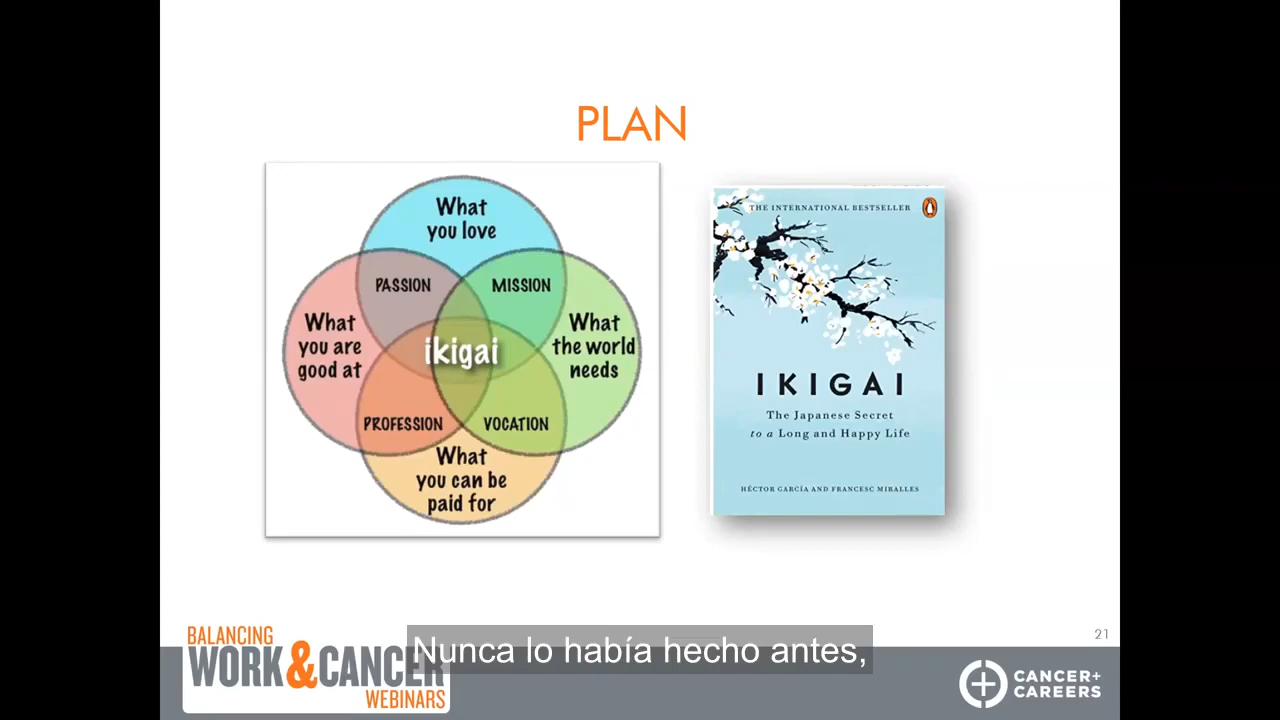 PLAN
What
you love
PASSION
MISSION
What
you are
good at
ikigai
What
the world
needs
PROFESSION
VOCATION
What
you can be
paid for
THE INTERNATIONAL BESTSELLER
IKIGAI
The Japanese Secret
to a Long and Happy Life
HÉCTOR GARCÍA AND FRANCESC MIRALLES
21
BALANCING
WORK & CANCER
WEBINARS
Nunca lo había hecho antes,
CANCER+
CAREERS